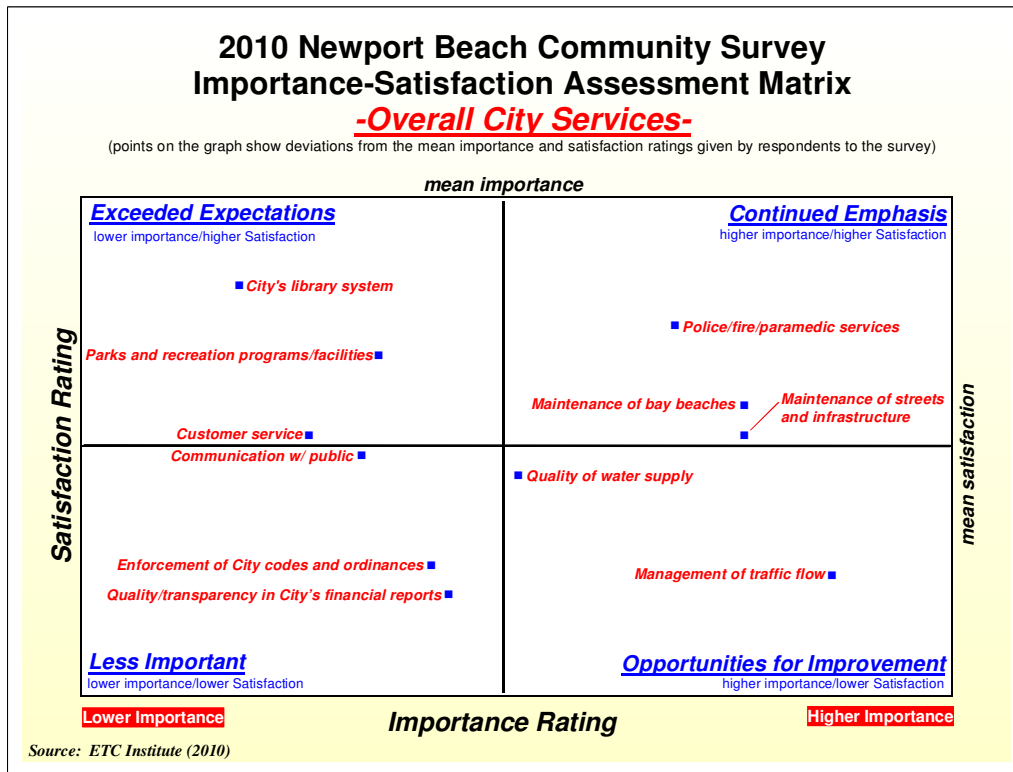 2010 Newport Beach Community Survey
Importance-Satisfaction Assessment Matrix
-Overall City Services-
(points on the graph show deviations from the mean importance and satisfaction ratings given by respondents to the survey)
mean importance
Exceeded Expectations
lower importance/higher Satisfaction
Continued Emphasis
higher importance/higher Satisfaction
City's library system
Police/fire/paramedic services
Parks and recreation programs/facilities
Maintenance of bay beaches
Maintenance of streets
and infrastructure
Customer service
Communication w/ public
Quality of water supply
Enforcement of City codes and ordinances
Management of traffic flow
Quality/transparency in City’s financial reports
Satisfaction Rating
mean satisfaction
Less Important
lower importance/lower Satisfaction
Opportunities for Improvement
higher importance/lower Satisfaction
Lower Importance
Importance Rating
Higher Importance
Source: ETC Institute (2010)